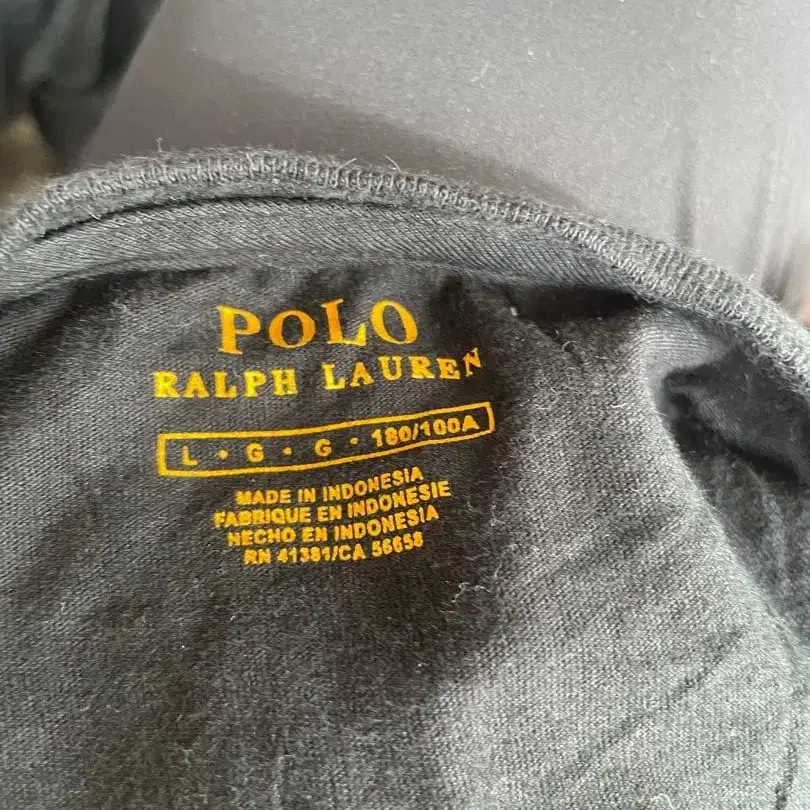 POLO
RALPH LAUREN
L • G • G • 180/100A
MADE IN INDONESIA
FABRIQUE EN INDONESIE
HECHO EN INDONESIA
RN 41381/CA 56658